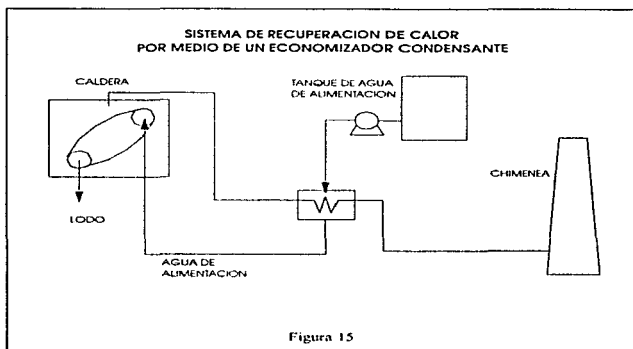 SISTEMA DE RECUPERACION DE CALOR
POR MEDIO DE UN ECONOMIZADOR CONDENSANTE
CALDERA
TANQUE DE AGUA
DE ALIMENTACION
CHIMENEA
LODO
AGUA DE
ALIMENTACION
Figura 15